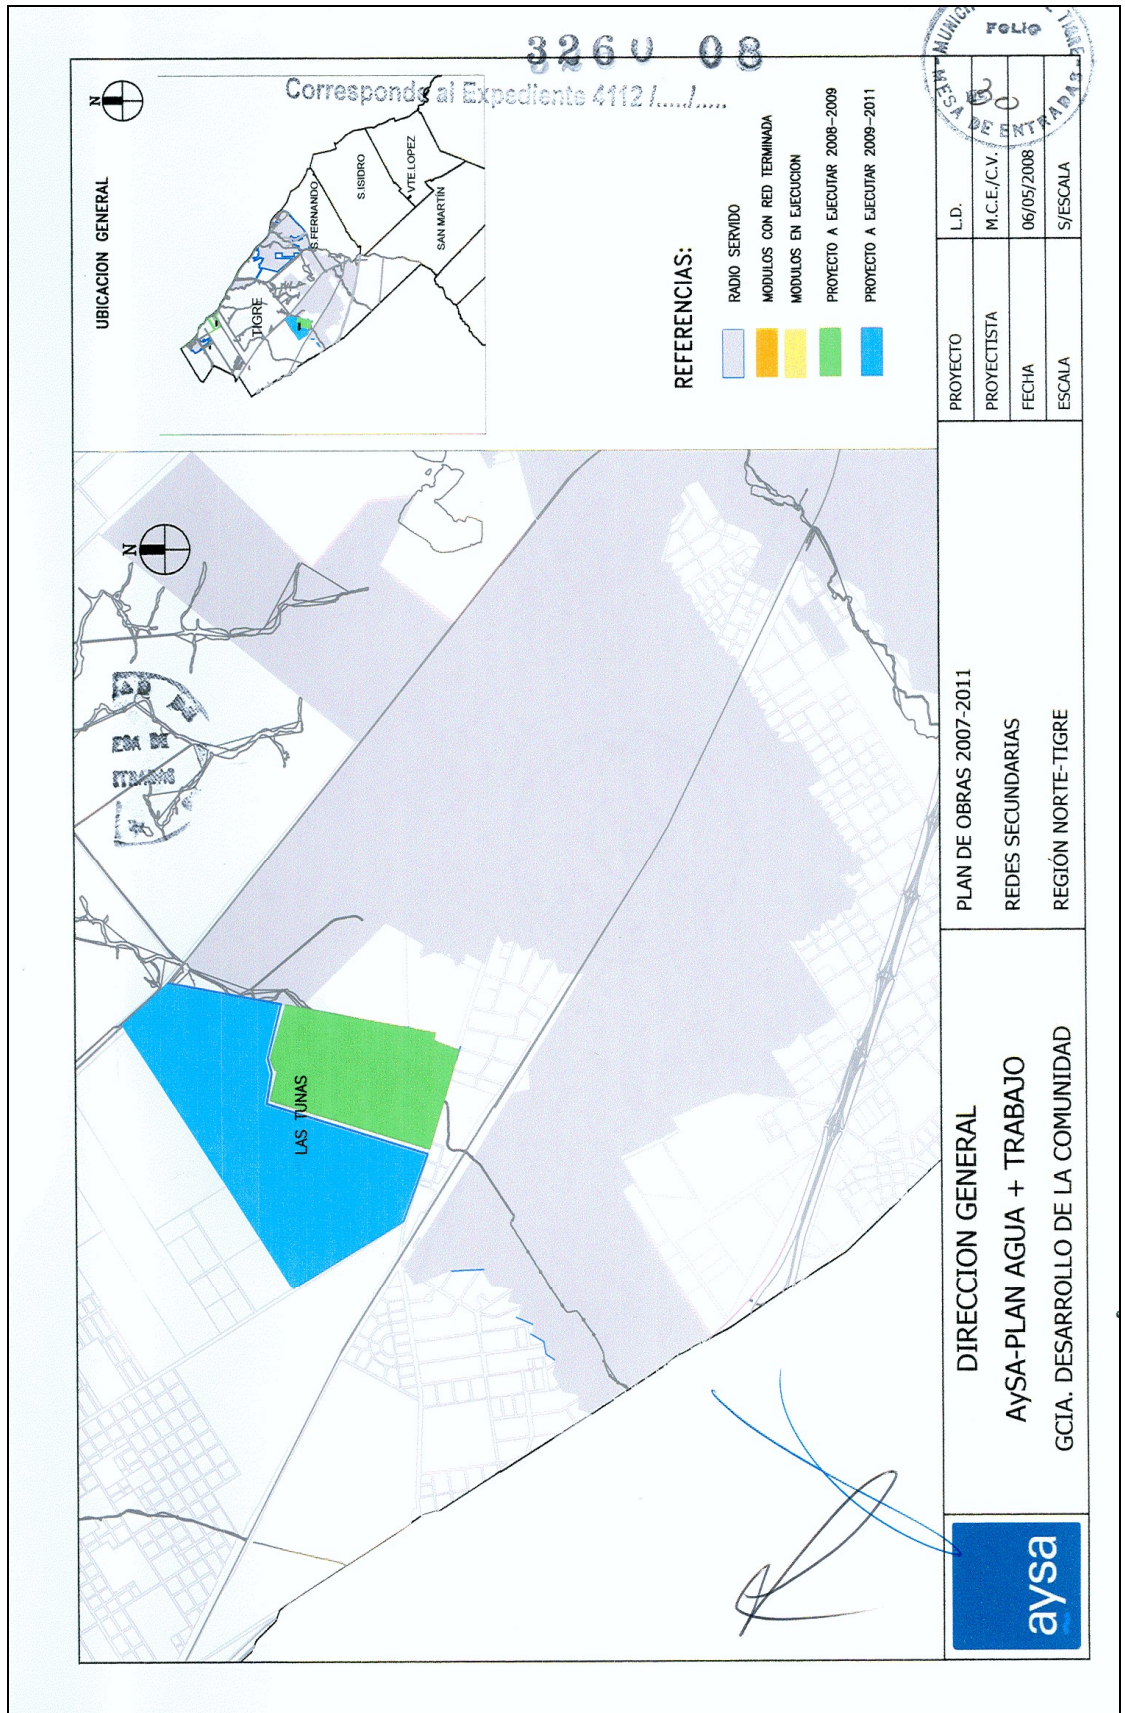 3260 08
Corresponde al Expediente 4112 /...../.....
FOLIO
30
MESA DE ENTRADAS
N
UBICACION GENERAL
TIGRE
S.FERNANDO
S.ISIDRO
VTE.LOPEZ
SAN MARTÍN
REFERENCIAS:
RADIO SERVIDO
MODULOS CON RED TERMINADA
MODULOS EN EJECUCION
PROYECTO A EJECUTAR 2008-2009
PROYECTO A EJECUTAR 2009-2011
N
LAS TUNAS
aysa
DIRECCION GENERAL
AySA-PLAN AGUA + TRABAJO
GCIA. DESARROLLO DE LA COMUNIDAD
PLAN DE OBRAS 2007-2011
REDES SECUNDARIAS
REGIÓN NORTE-TIGRE
PROYECTO L.D.
PROYECTISTA M.C.E./C.V.
FECHA 06/05/2008
ESCALA S/ESCALA